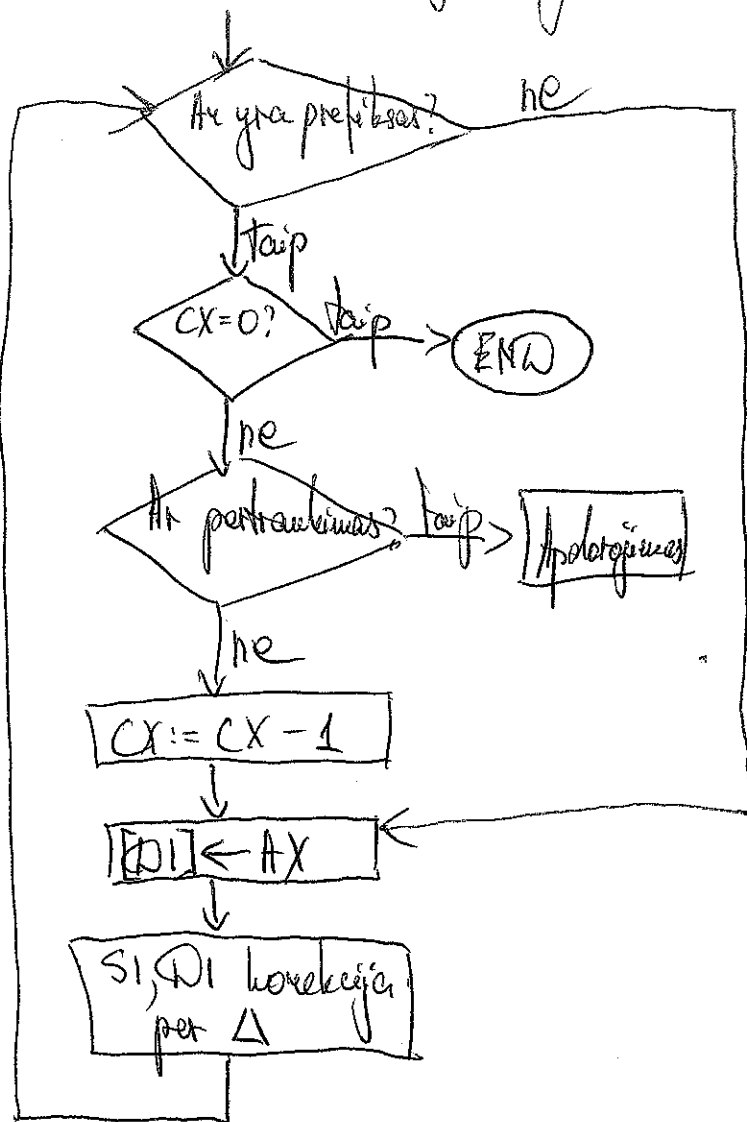 Ar yra prefiksas?
ne
taip
CX=0?
taip
END
ne
Ar pertraukimas?
taip
Apdorojimas
ne
CX := CX - 1
[DI] ← AX
SI, DI korekcija
per Δ